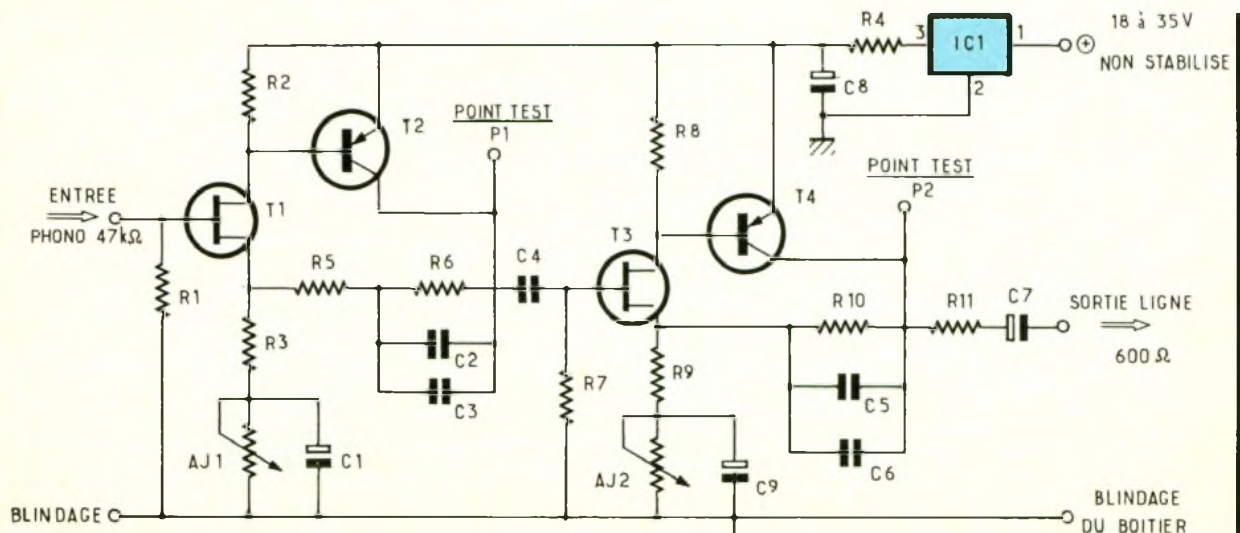 R4
3
IC1
1
18 à 35V
NON STABILISE
2
C8
R2
T2
POINT TEST
P1
R8
T4
POINT TEST
P2
ENTREE
PHONO 47kΩ
T1
R1
R5
R6
C4
T3
R3
C2
C3
R7
R9
R10
R11
C7
SORTIE LIGNE
600 Ω
C5
C6
AJ1
C1
AJ2
C9
BLINDAGE
BLINDAGE
DU BOITIER